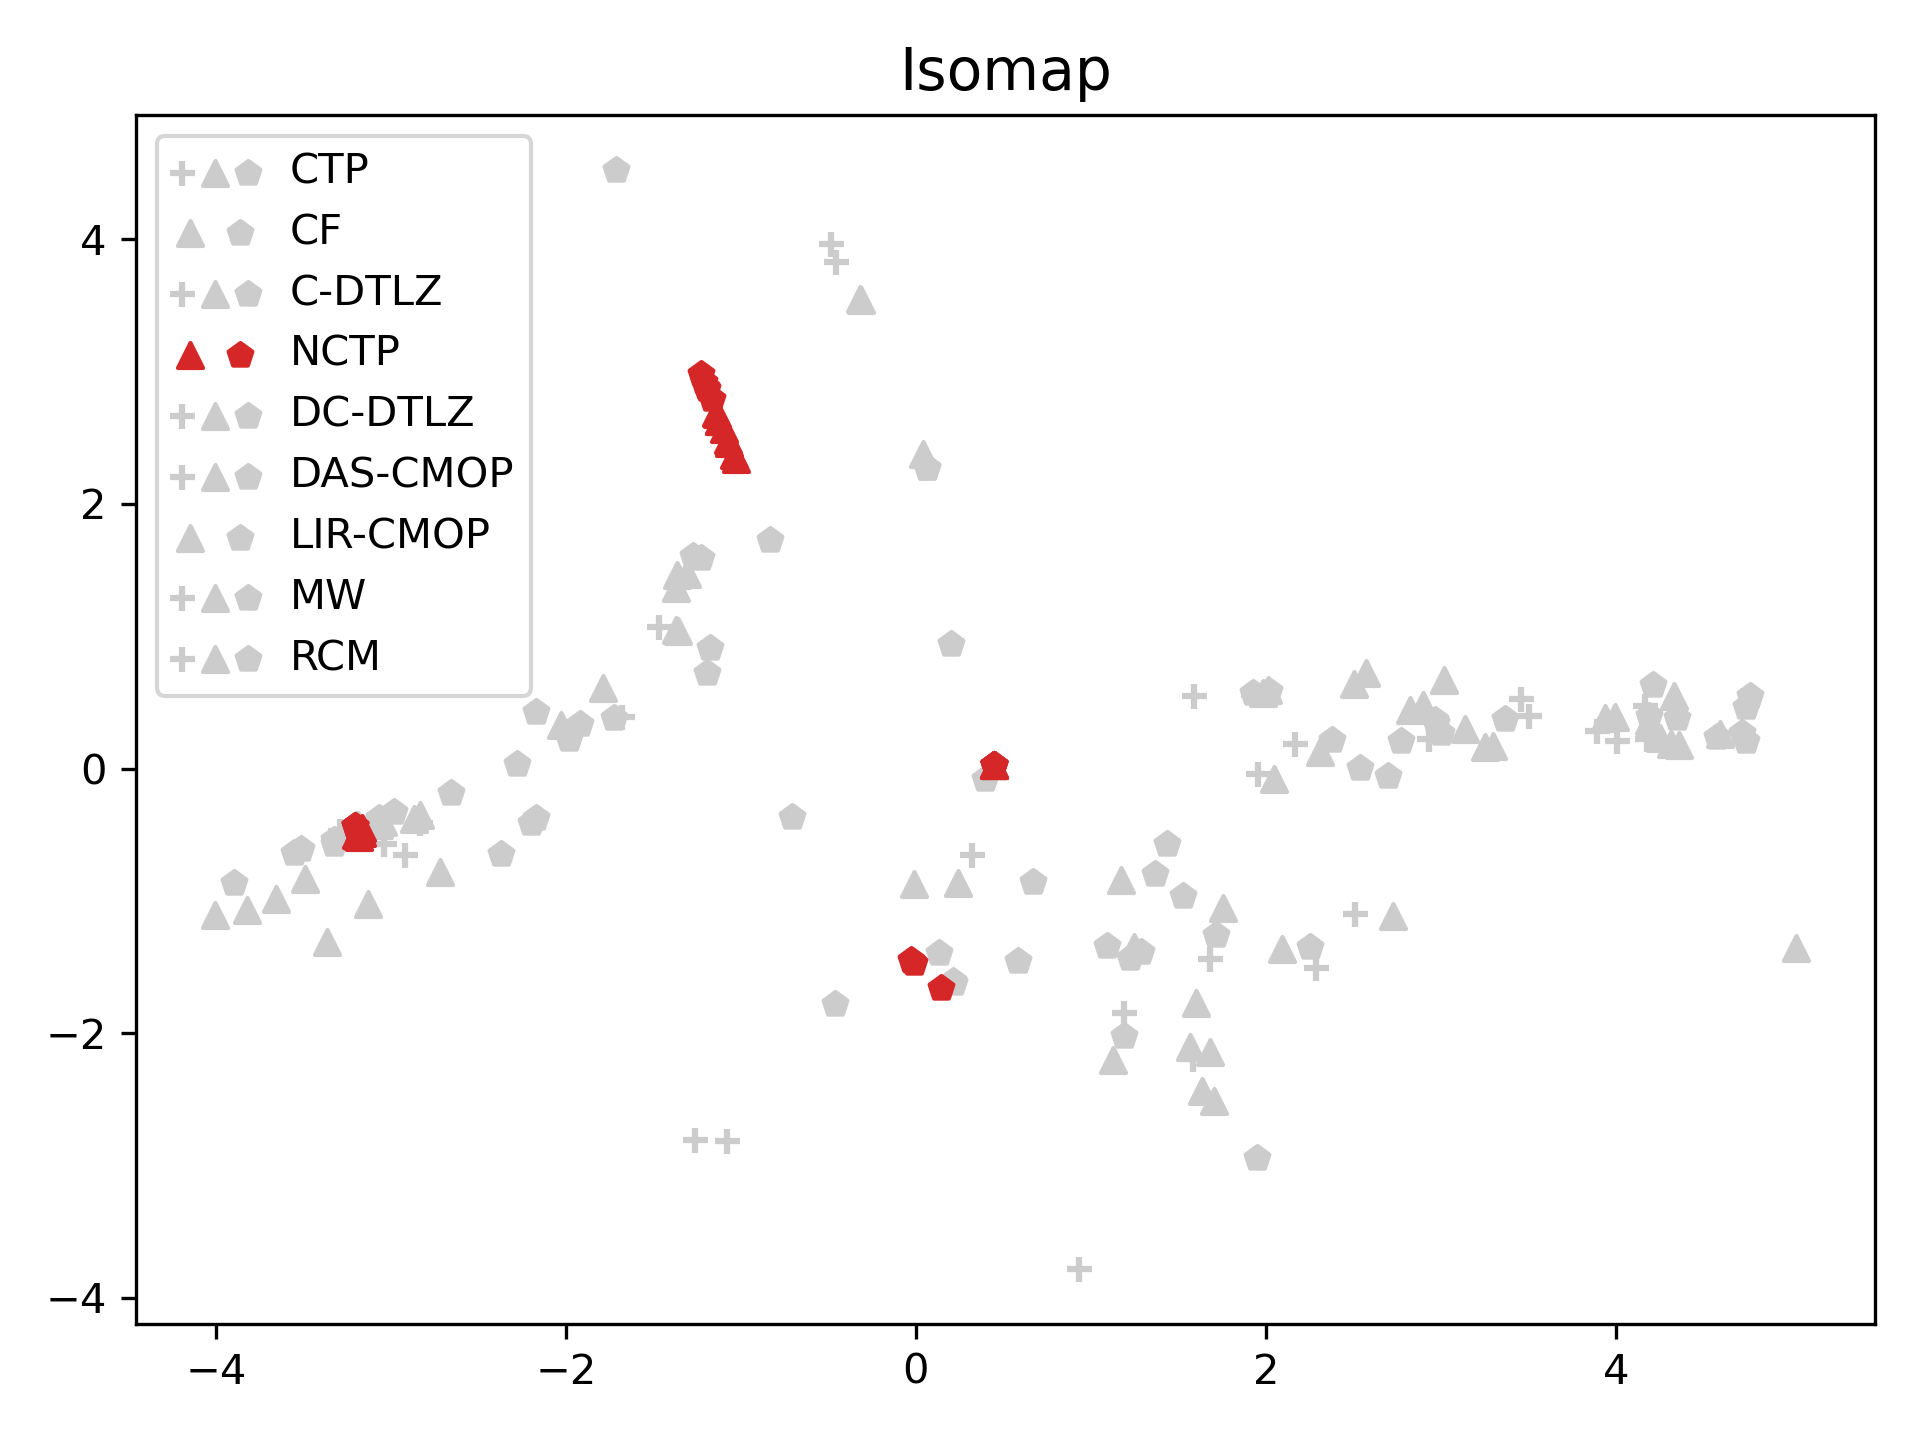 Isomap
CTP
CF
C-DTLZ
NCTP
DC-DTLZ
DAS-CMOP
LIR-CMOP
MW
RCM
4
2
0
−2
−4
−4 −2 0 2 4